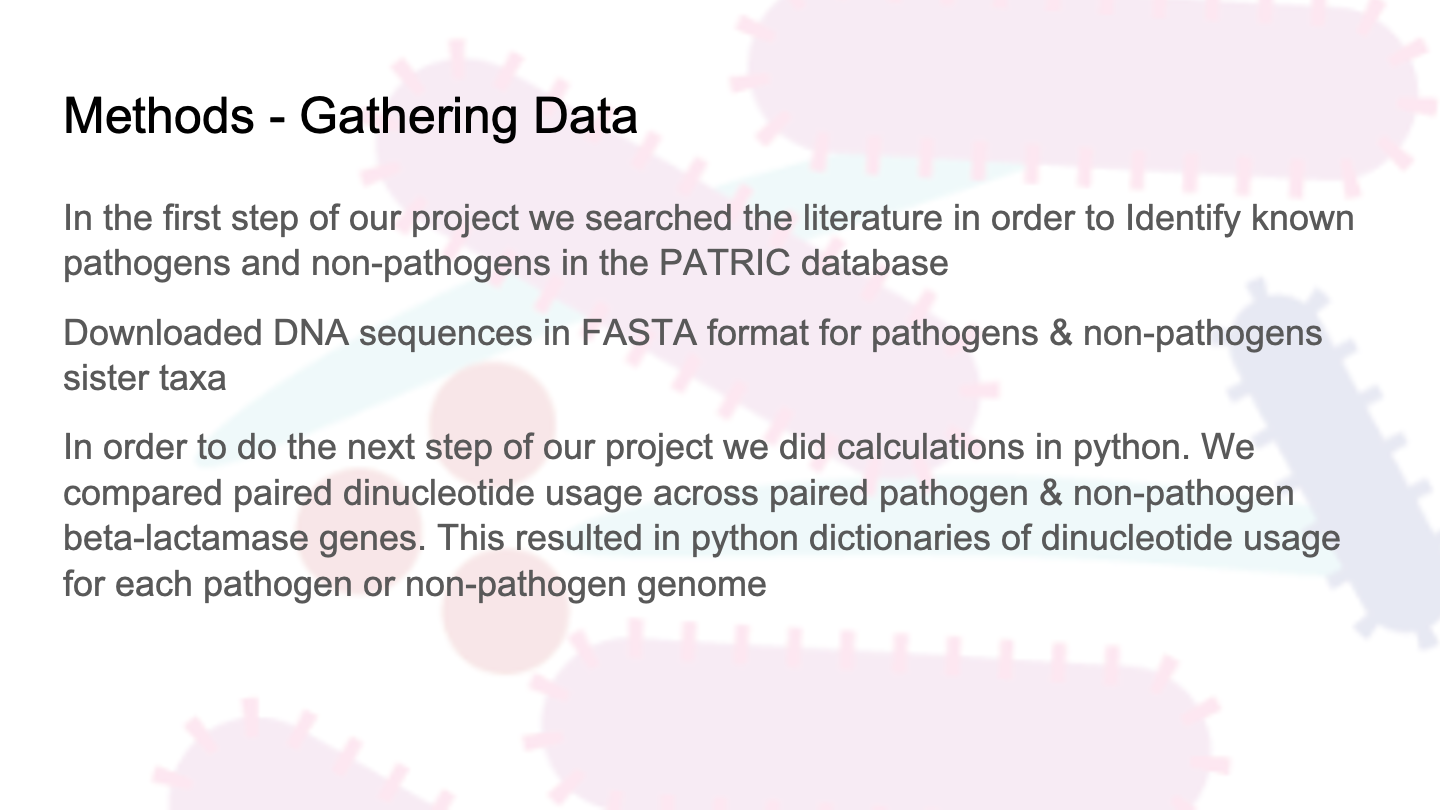 Methods - Gathering Data
In the first step of our project we searched the literature in order to Identify known
pathogens and non-pathogens in the PATRIC database
Downloaded DNA sequences in FASTA format for pathogens & non-pathogens
sister taxa
In order to do the next step of our project we did calculations in python. We
compared paired dinucleotide usage across paired pathogen & non-pathogen
beta-lactamase genes. This resulted in python dictionaries of dinucleotide usage
for each pathogen or non-pathogen genome